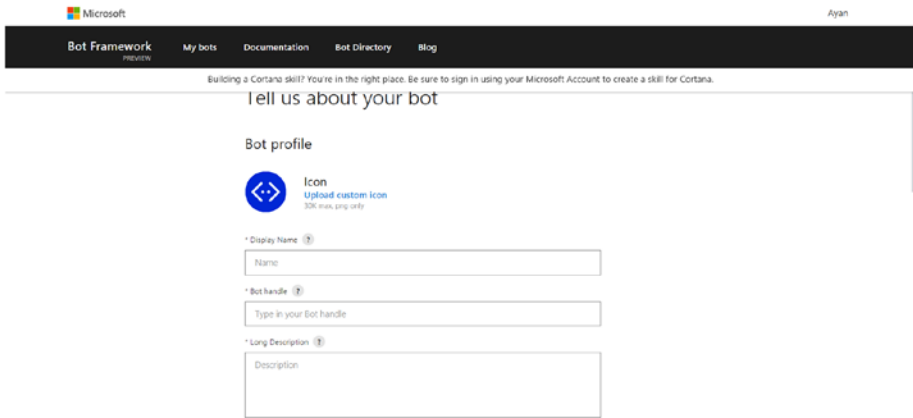 Microsoft
Ayan
Bot Framework
PREVIEW
My bots
Documentation
Bot Directory
Blog
Building a Cortana skill? You're in the right place. Be sure to sign in using your Microsoft Account to create a skill for Cortana.
Tell us about your bot
Bot profile
Icon
Upload custom icon
30K max, png only
* Display Name ?
Name
* Bot handle ?
Type in your Bot handle
* Long Description ?
Description